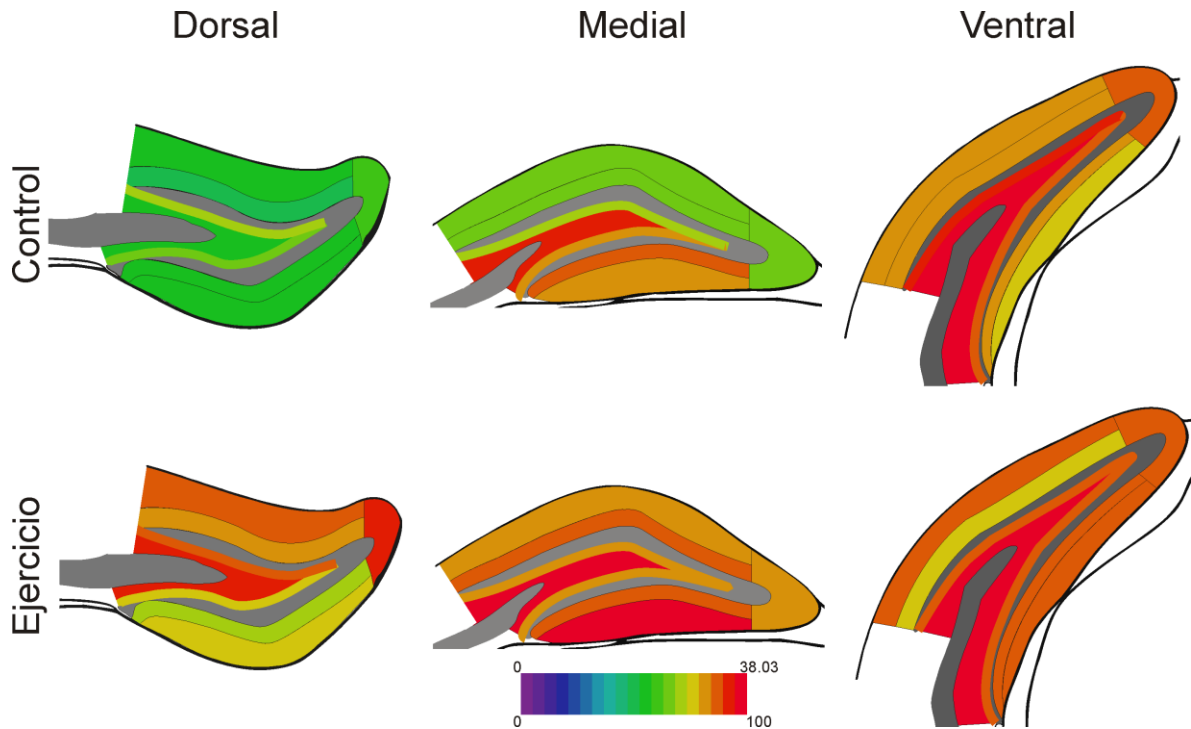 Dorsal
Medial
Ventral
Control
Ejercicio
0
38.03
0
100